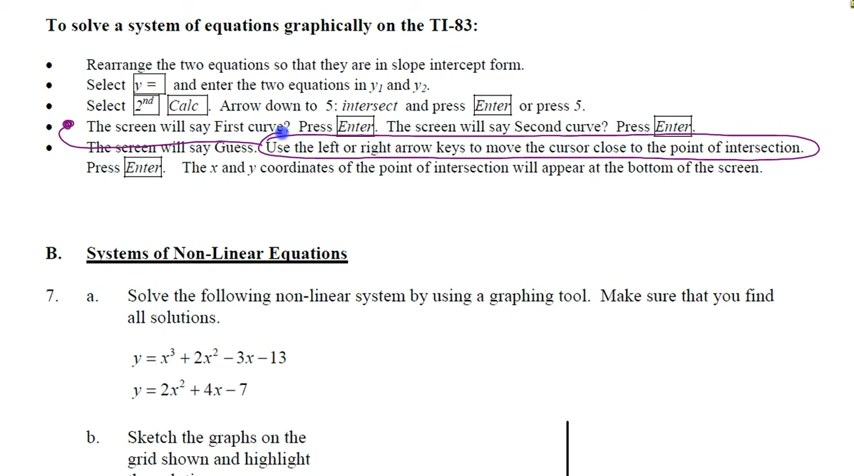 To solve a system of equations graphically on the TI-83:
• Rearrange the two equations so that they are in slope intercept form.
• Select y = and enter the two equations in y₁ and y₂.
• Select 2nd Calc. Arrow down to 5: intersect and press Enter or press 5.
• The screen will say First curve? Press Enter. The screen will say Second curve? Press Enter.
• The screen will say Guess. Use the left or right arrow keys to move the cursor close to the point of intersection.
Press Enter. The x and y coordinates of the point of intersection will appear at the bottom of the screen.
B. Systems of Non-Linear Equations
7. a. Solve the following non-linear system by using a graphing tool. Make sure that you find
all solutions.
y = x³ + 2x² − 3x − 13
y = 2x² + 4x − 7
b. Sketch the graphs on the
grid shown and highlight